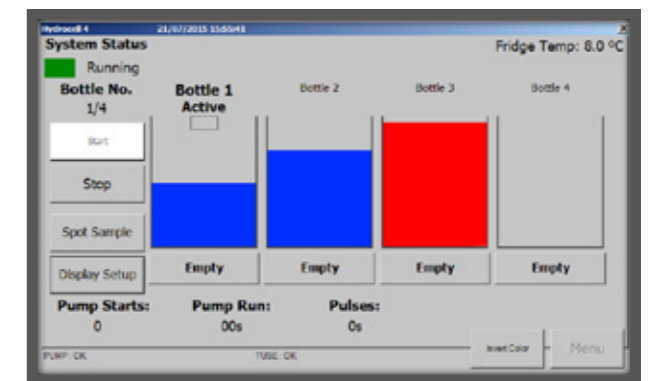 Hydrocell 4 21/07/2015 15:55:41 X
System Status Fridge Temp: 8.0 ºC
Running
Bottle No. Bottle 1 Bottle 2 Bottle 3 Bottle 4
1/4 Active
Start
Stop
Spot Sample
Display Setup Empty Empty Empty Empty
Pump Starts: Pump Run: Pulses:
0 00s 0s
Invert Color Menu
PUMP: OK TUBE: OK